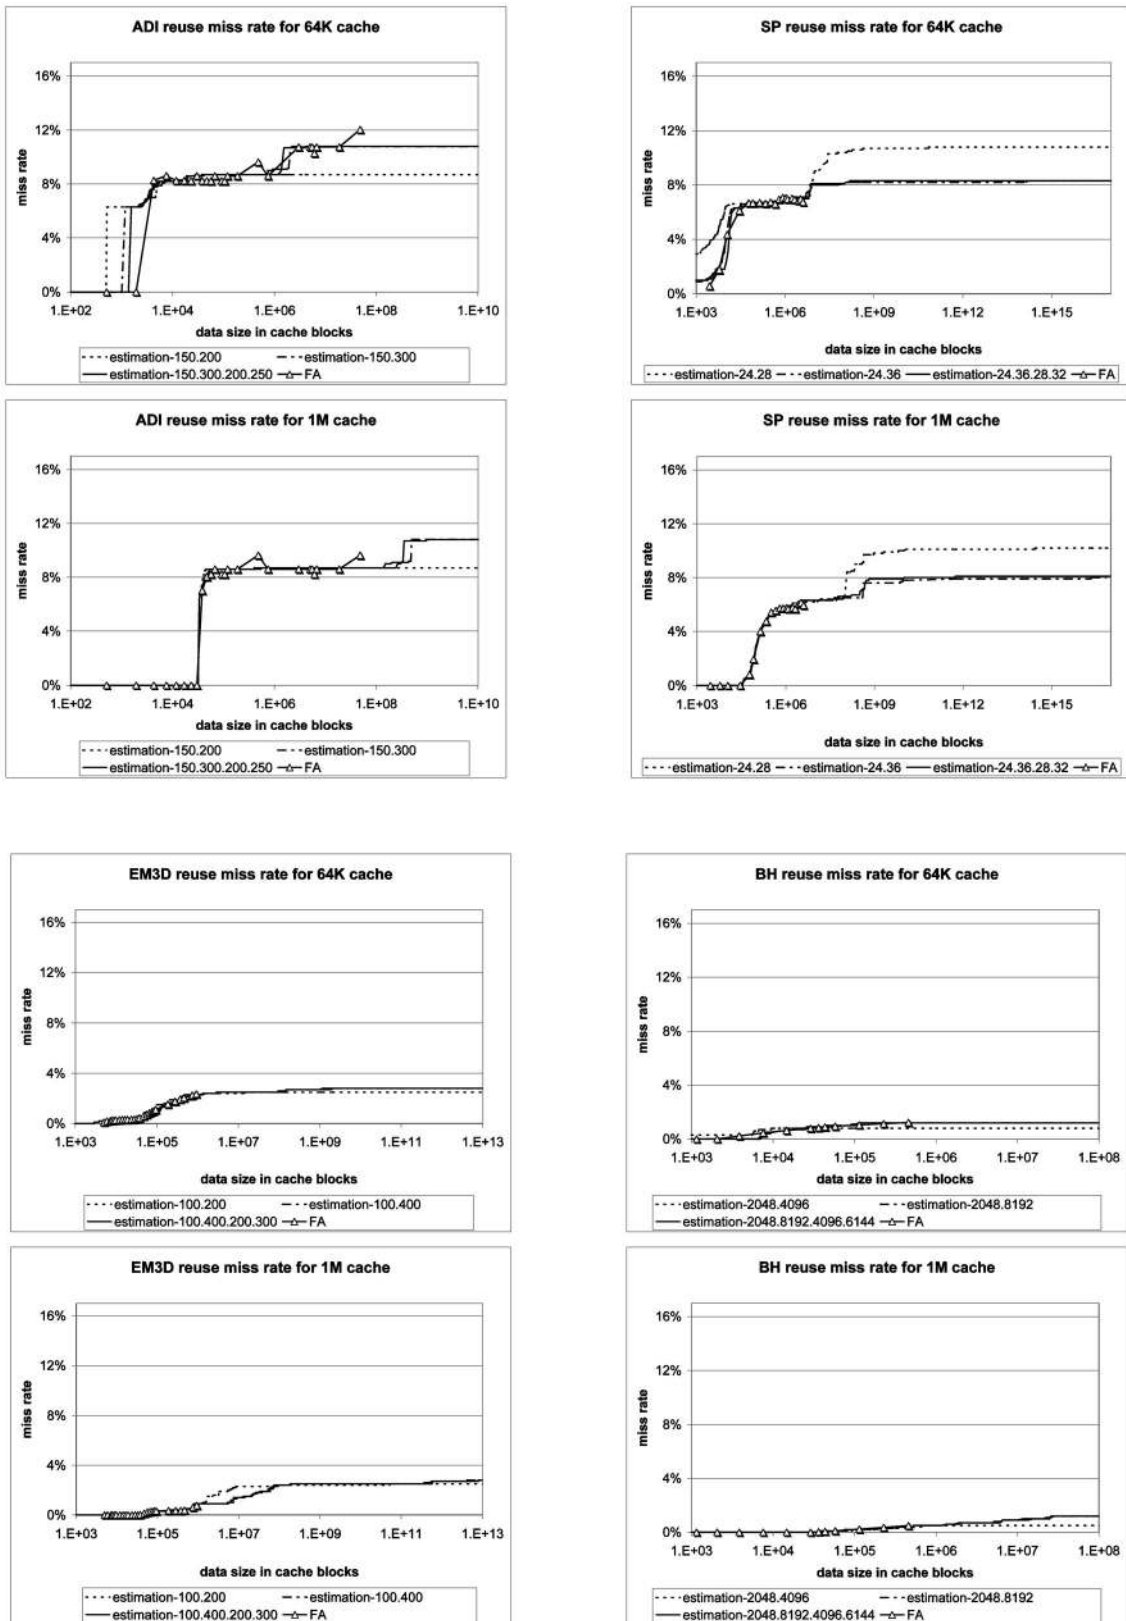 ADI reuse miss rate for 64K cache
16%
12%
8%
4%
0%
miss rate
1.E+02 1.E+04 1.E+06 1.E+08 1.E+10
data size in cache blocks
estimation-150.200 estimation-150.300
estimation-150.300.200.250 FA
SP reuse miss rate for 64K cache
16%
12%
8%
4%
0%
miss rate
1.E+03 1.E+06 1.E+09 1.E+12 1.E+15
data size in cache blocks
estimation-24.28 estimation-24.36 estimation-24.36.28.32 FA
ADI reuse miss rate for 1M cache
16%
12%
8%
4%
0%
miss rate
1.E+02 1.E+04 1.E+06 1.E+08 1.E+10
data size in cache blocks
estimation-150.200 estimation-150.300
estimation-150.300.200.250 FA
SP reuse miss rate for 1M cache
16%
12%
8%
4%
0%
miss rate
1.E+03 1.E+06 1.E+09 1.E+12 1.E+15
data size in cache blocks
estimation-24.28 estimation-24.36 estimation-24.36.28.32 FA
EM3D reuse miss rate for 64K cache
16%
12%
8%
4%
0%
miss rate
1.E+03 1.E+05 1.E+07 1.E+09 1.E+11 1.E+13
data size in cache blocks
estimation-100.200 estimation-100.400
estimation-100.400.200.300 FA
BH reuse miss rate for 64K cache
16%
12%
8%
4%
0%
miss rate
1.E+03 1.E+04 1.E+05 1.E+06 1.E+07 1.E+08
data size in cache blocks
estimation-2048.4096 estimation-2048.8192
estimation-2048.8192.4096.6144 FA
EM3D reuse miss rate for 1M cache
16%
12%
8%
4%
0%
miss rate
1.E+03 1.E+05 1.E+07 1.E+09 1.E+11 1.E+13
data size in cache blocks
estimation-100.200 estimation-100.400
estimation-100.400.200.300 FA
BH reuse miss rate for 1M cache
16%
12%
8%
4%
0%
miss rate
1.E+03 1.E+04 1.E+05 1.E+06 1.E+07 1.E+08
data size in cache blocks
estimation-2048.4096 estimation-2048.8192
estimation-2048.8192.4096.6144 FA